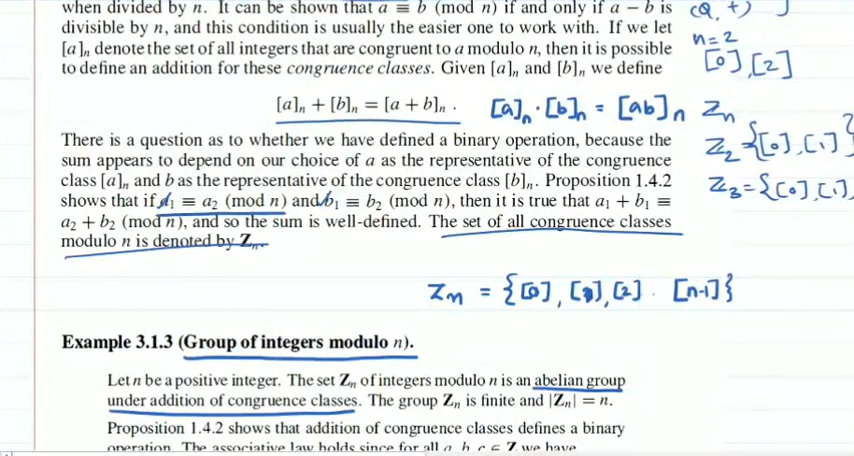 when divided by n. It can be shown that a ≡ b (mod n) if and only if a − b is
(Q, +)
divisible by n, and this condition is usually the easier one to work with. If we let
n=2
[a]n denote the set of all integers that are congruent to a modulo n, then it is possible
[0],[2]
to define an addition for these congruence classes. Given [a]n and [b]n we define
[a]n + [b]n = [a + b]n .
[a]n · [b]n = [ab]n
Zn
There is a question as to whether we have defined a binary operation, because the
sum appears to depend on our choice of a as the representative of the congruence
Z2={[0],[1]}
class [a]n and b as the representative of the congruence class [b]n. Proposition 1.4.2
Z3={[0],[1],
shows that if a1 ≡ a2 (mod n) and b1 ≡ b2 (mod n), then it is true that a1 + b1 ≡
a2 + b2 (mod n), and so the sum is well-defined. The set of all congruence classes
modulo n is denoted by Zn.
Zn = {[0],[1],[2] . [n-1]}
Example 3.1.3 (Group of integers modulo n).
Let n be a positive integer. The set Zn of integers modulo n is an abelian group
under addition of congruence classes. The group Zn is finite and |Zn| = n.
Proposition 1.4.2 shows that addition of congruence classes defines a binary
operation. The associative law holds since for all a, b, c ∈ Z we have